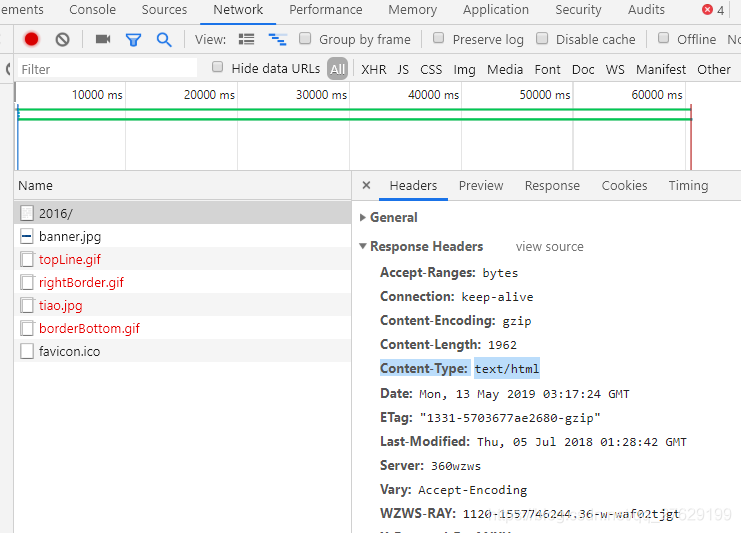 ements Console Sources Network Performance Memory Application Security Audits 4
View: Group by frame Preserve log Disable cache Offline No
Filter Hide data URLs All XHR JS CSS Img Media Font Doc WS Manifest Other
10000 ms 20000 ms 30000 ms 40000 ms 50000 ms 60000 ms
Name
2016/
banner.jpg
topLine.gif
rightBorder.gif
tiao.jpg
borderBottom.gif
favicon.ico
× Headers Preview Response Cookies Timing
General
Response Headers view source
Accept-Ranges: bytes
Connection: keep-alive
Content-Encoding: gzip
Content-Length: 1962
Content-Type: text/html
Date: Mon, 13 May 2019 03:17:24 GMT
ETag: "1331-5703677ae2680-gzip"
Last-Modified: Thu, 05 Jul 2018 01:28:42 GMT
Server: 360wzws
Vary: Accept-Encoding
WZWS-RAY: 1120-1557746244.36-w-waf02tjgt